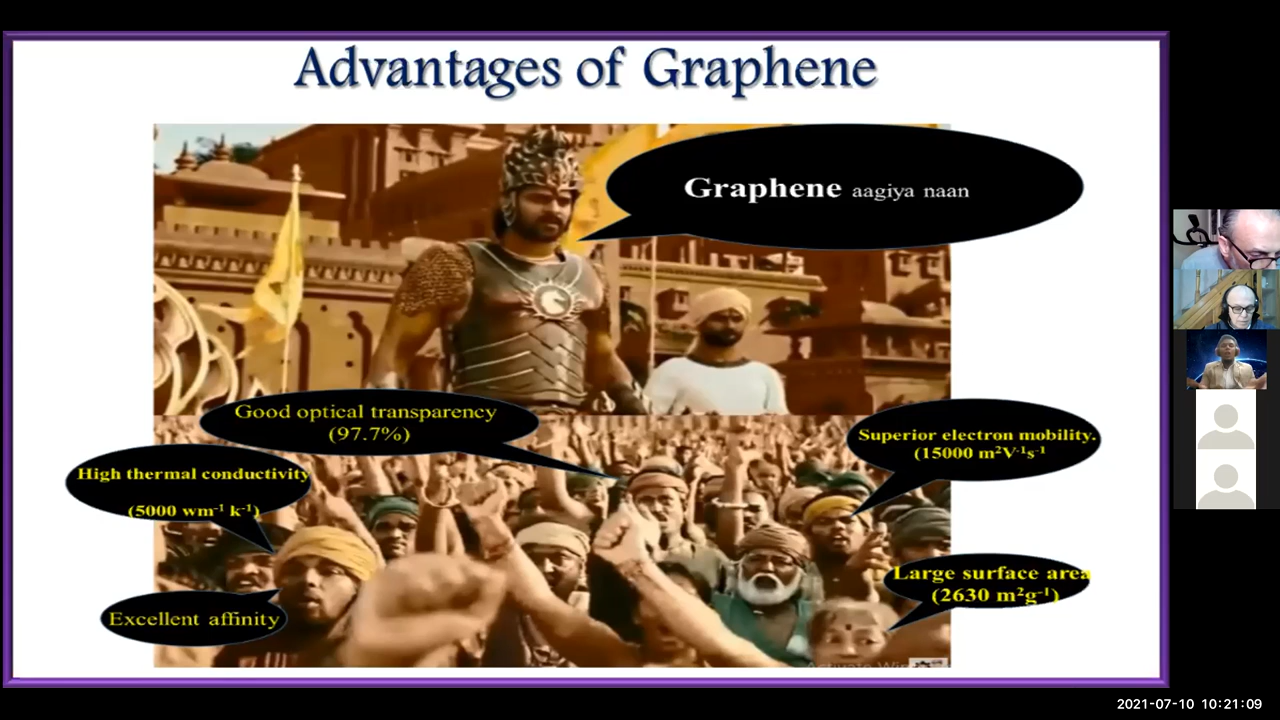 Advantages of Graphene
Graphene aagiya naan
Good optical transparency
(97.7%)
Superior electron mobility.
(15000 m²V⁻¹s⁻¹
High thermal conductivity
(5000 wm⁻¹ k⁻¹)
Large surface area
(2630 m²g⁻¹)
Excellent affinity
2021-07-10 10:21:09